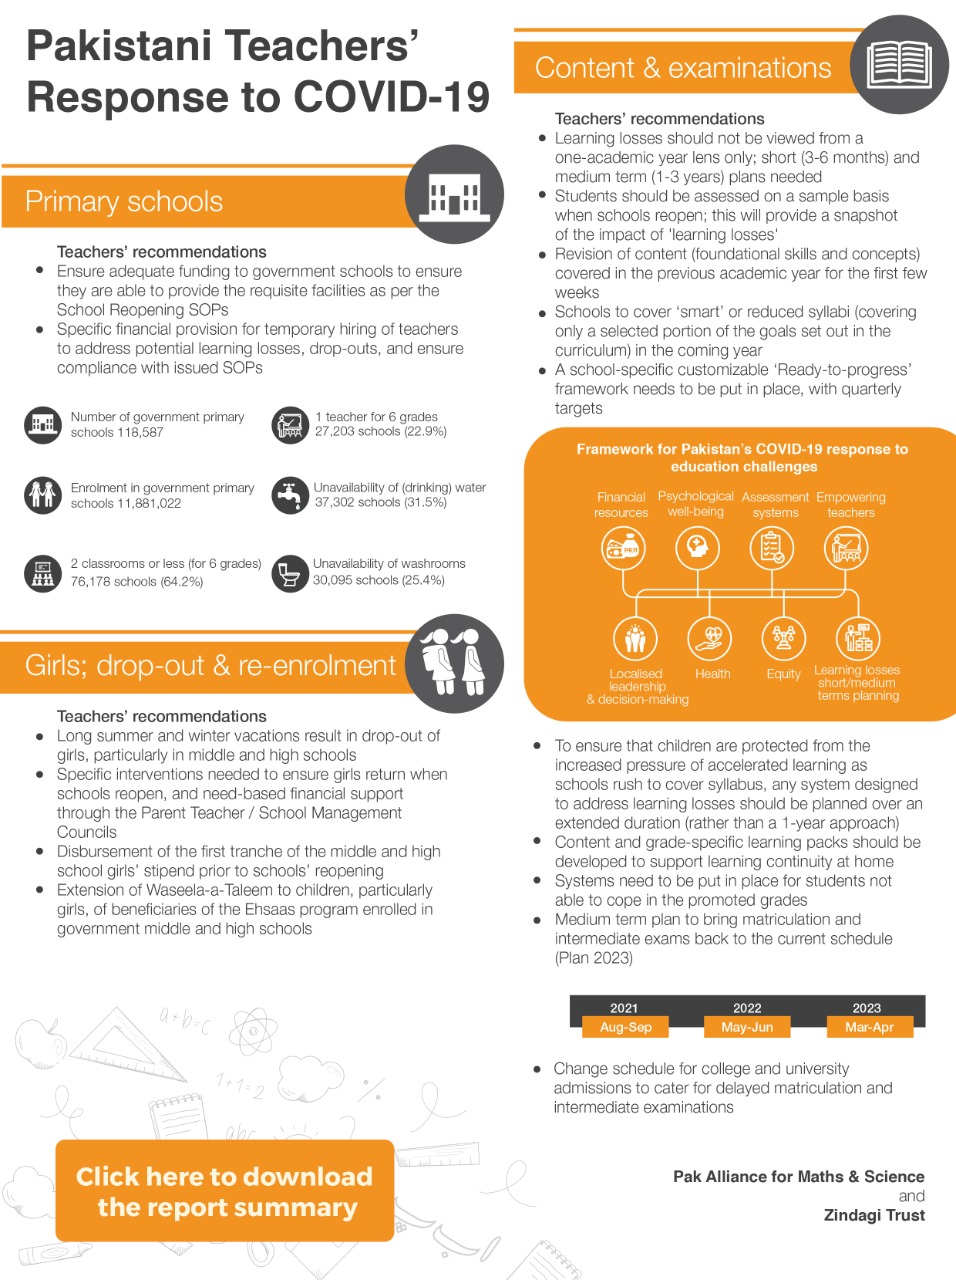 Pakistani Teachers’
Response to COVID-19
Primary schools
Teachers’ recommendations
• Ensure adequate funding to government schools to ensure
they are able to provide the requisite facilities as per the
School Reopening SOPs
• Specific financial provision for temporary hiring of teachers
to address potential learning losses, drop-outs, and ensure
compliance with issued SOPs
Number of government primary
schools 118,587
1 teacher for 6 grades
27,203 schools (22.9%)
Enrolment in government primary
schools 11,881,022
Unavailability of (drinking) water
37,302 schools (31.5%)
2 classrooms or less (for 6 grades)
76,178 schools (64.2%)
Unavailability of washrooms
30,095 schools (25.4%)
Girls; drop-out & re-enrolment
Teachers’ recommendations
• Long summer and winter vacations result in drop-out of
girls, particularly in middle and high schools
• Specific interventions needed to ensure girls return when
schools reopen, and need-based financial support
through the Parent Teacher / School Management
Councils
• Disbursement of the first tranche of the middle and high
school girls’ stipend prior to schools’ reopening
• Extension of Waseela-a-Taleem to children, particularly
girls, of beneficiaries of the Ehsaas program enrolled in
government middle and high schools
a+b=c
1+1=2
abc
Click here to download
the report summary
Content & examinations
Teachers’ recommendations
• Learning losses should not be viewed from a
one-academic year lens only; short (3-6 months) and
medium term (1-3 years) plans needed
• Students should be assessed on a sample basis
when schools reopen; this will provide a snapshot
of the impact of 'learning losses'
• Revision of content (foundational skills and concepts)
covered in the previous academic year for the first few
weeks
• Schools to cover ‘smart’ or reduced syllabi (covering
only a selected portion of the goals set out in the
curriculum) in the coming year
• A school-specific customizable ‘Ready-to-progress’
framework needs to be put in place, with quarterly
targets
Framework for Pakistan’s COVID-19 response to
education challenges
Financial
resources
Psychological
well-being
Assessment
systems
Empowering
teachers
PKR
Localised
leadership
& decision-making
Health
Equity
Learning losses
short/medium
terms planning
• To ensure that children are protected from the
increased pressure of accelerated learning as
schools rush to cover syllabus, any system designed
to address learning losses should be planned over an
extended duration (rather than a 1-year approach)
• Content and grade-specific learning packs should be
developed to support learning continuity at home
• Systems need to be put in place for students not
able to cope in the promoted grades
• Medium term plan to bring matriculation and
intermediate exams back to the current schedule
(Plan 2023)
2021 2022 2023
Aug-Sep May-Jun Mar-Apr
• Change schedule for college and university
admissions to cater for delayed matriculation and
intermediate examinations
Pak Alliance for Maths & Science
and
Zindagi Trust